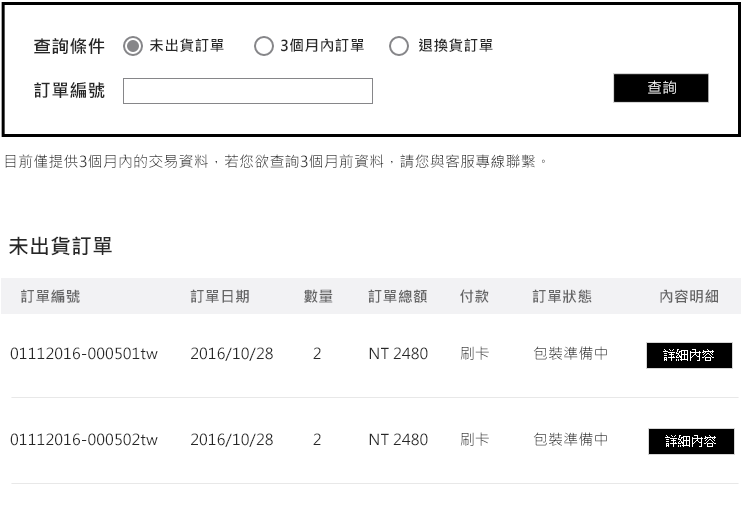 查詢條件 未出貨訂單 3個月內訂單 退換貨訂單
訂單編號 查詢
目前僅提供3個月內的交易資料，若您欲查詢3個月前資料，請您與客服專線聯繫。
未出貨訂單
訂單編號 訂單日期 數量 訂單總額 付款 訂單狀態 內容明細
01112016-000501tw 2016/10/28 2 NT 2480 刷卡 包裝準備中 詳細內容
01112016-000502tw 2016/10/28 2 NT 2480 刷卡 包裝準備中 詳細內容